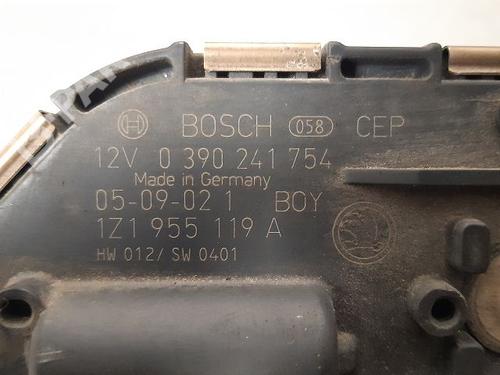 BOSCH 058 CEP
12V 0 390 241 754
Made in Germany
05-09-02 1 BOY
1Z1 955 119 A
HW 012/ SW 0401